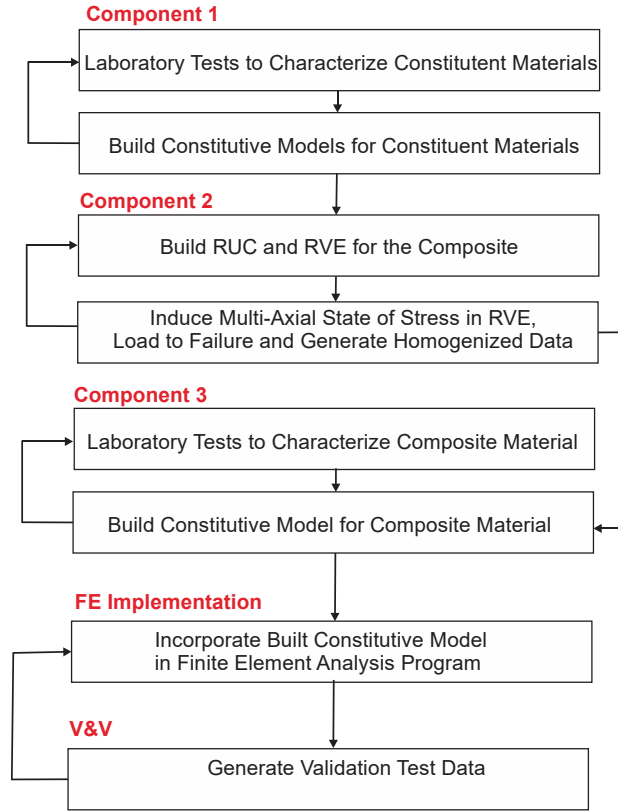 Component 1
Laboratory Tests to Characterize Constitutent Materials
Build Constitutive Models for Constituent Materials
Component 2
Build RUC and RVE for the Composite
Induce Multi-Axial State of Stress in RVE,
Load to Failure and Generate Homogenized Data
Component 3
Laboratory Tests to Characterize Composite Material
Build Constitutive Model for Composite Material
FE Implementation
Incorporate Built Constitutive Model
in Finite Element Analysis Program
V&V
Generate Validation Test Data